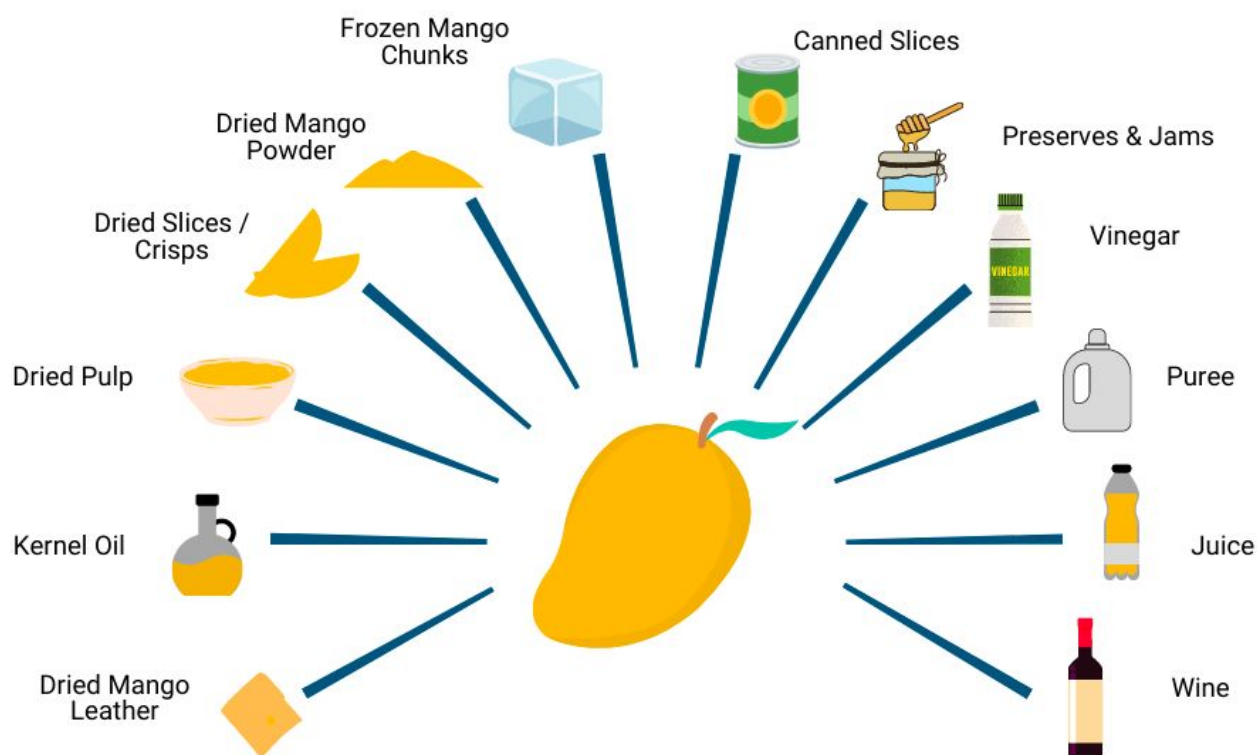 Frozen Mango
Chunks
Canned Slices
Dried Mango
Powder
Preserves & Jams
Dried Slices /
Crisps
Vinegar
VINEGAR
Dried Pulp
Puree
Kernel Oil
Juice
Dried Mango
Leather
Wine